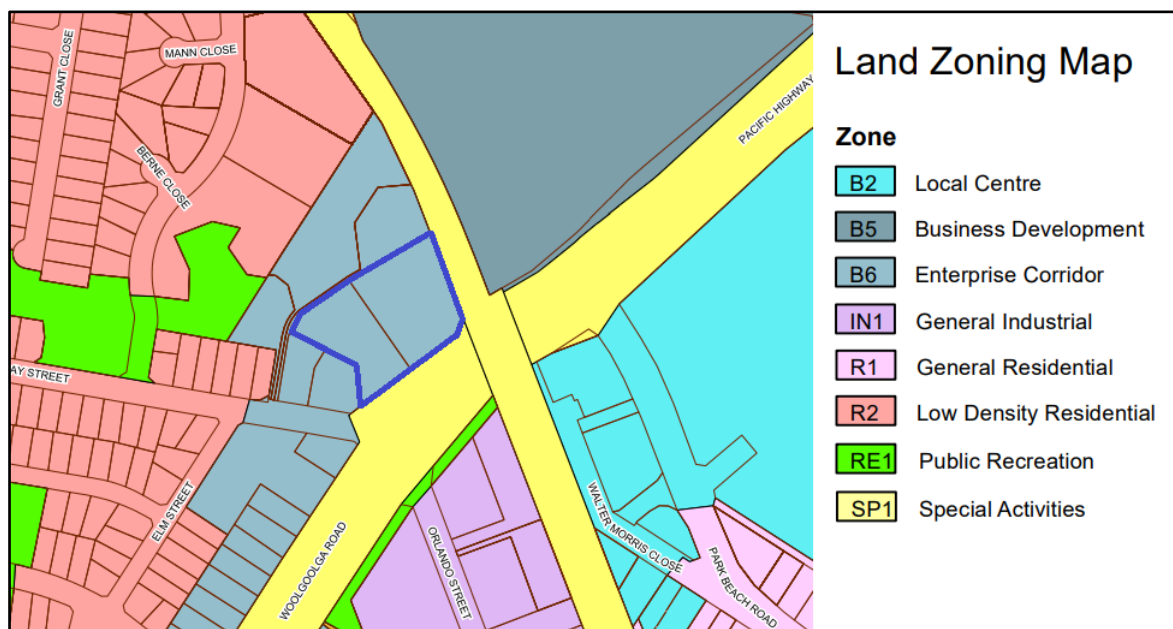 GRANT CLOSE
MANN CLOSE
BERNE CLOSE
PACIFIC HIGHWAY
AY STREET
ELM STREET
WOOLGOOLGA ROAD
ORLANDO STREET
WALTER MORRIS CLOSE
PARK BEACH ROAD
Land Zoning Map
Zone
B2 Local Centre
B5 Business Development
B6 Enterprise Corridor
IN1 General Industrial
R1 General Residential
R2 Low Density Residential
RE1 Public Recreation
SP1 Special Activities